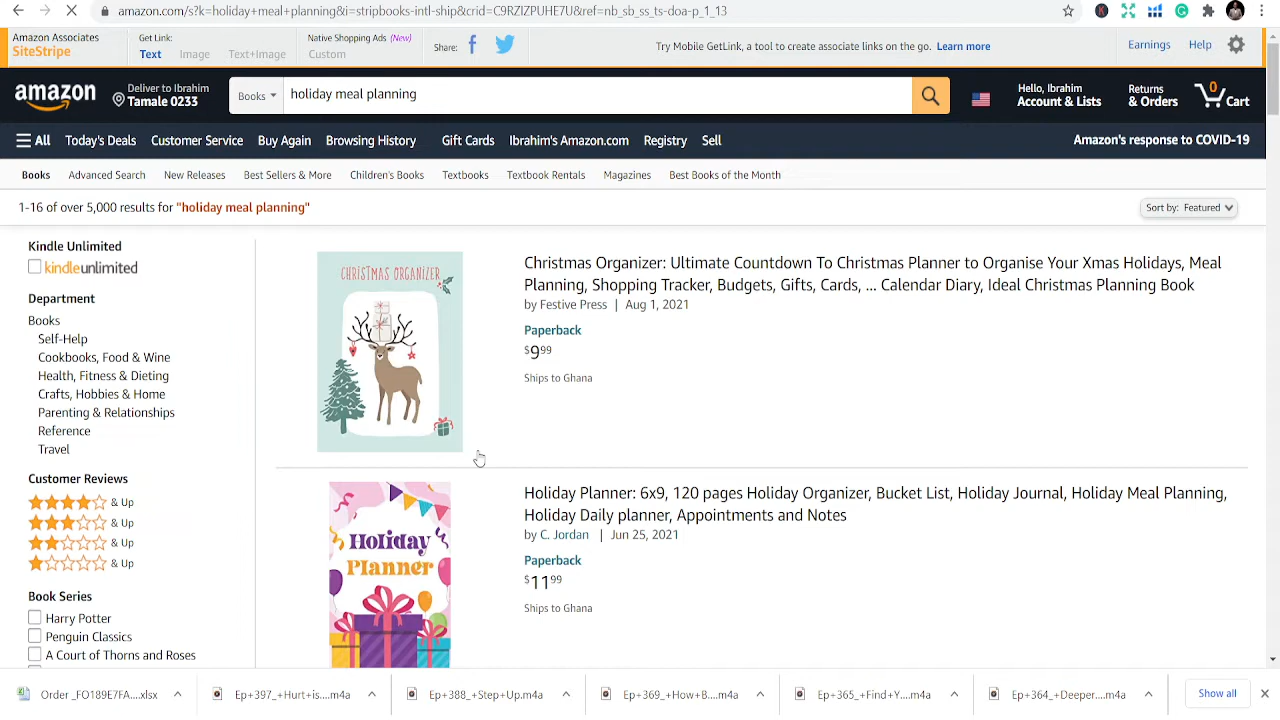 amazon.com/s?k=holiday+meal+planning&i=stripbooks-intl-ship&crid=C9RZIZPUHE7U&ref=nb_sb_ss_ts-doa-p_1_13
Amazon Associates
SiteStripe
Get Link:
Text Image Text+Image
Native Shopping Ads (New)
Custom
Share:
Try Mobile GetLink, a tool to create associate links on the go. Learn more
Earnings Help
amazon
Deliver to Ibrahim
Tamale 0233
Books
holiday meal planning
Hello, Ibrahim
Account & Lists
Returns
& Orders
0
Cart
All Today's Deals Customer Service Buy Again Browsing History Gift Cards Ibrahim's Amazon.com Registry Sell
Amazon's response to COVID-19
Books Advanced Search New Releases Best Sellers & More Children's Books Textbooks Textbook Rentals Magazines Best Books of the Month
1-16 of over 5,000 results for "holiday meal planning"
Sort by: Featured
Kindle Unlimited
kindleunlimited
Department
Books
Self-Help
Cookbooks, Food & Wine
Health, Fitness & Dieting
Crafts, Hobbies & Home
Parenting & Relationships
Reference
Travel
Customer Reviews
& Up
& Up
& Up
& Up
Book Series
Harry Potter
Penguin Classics
A Court of Thorns and Roses
CHRISTMAS ORGANIZER
Christmas Organizer: Ultimate Countdown To Christmas Planner to Organise Your Xmas Holidays, Meal
Planning, Shopping Tracker, Budgets, Gifts, Cards, ... Calendar Diary, Ideal Christmas Planning Book
by Festive Press | Aug 1, 2021
Paperback
$9.99
Ships to Ghana
Holiday
Planner
Holiday Planner: 6x9, 120 pages Holiday Organizer, Bucket List, Holiday Journal, Holiday Meal Planning,
Holiday Daily planner, Appointments and Notes
by C. Jordan | Jun 25, 2021
Paperback
$11.99
Ships to Ghana
Order _FO189E7FA....xlsx
Ep+397_+Hurt+is....m4a
Ep+388_+Step+Up.m4a
Ep+369_+How+B....m4a
Ep+365_+Find+Y....m4a
Ep+364_+Deeper....m4a
Show all